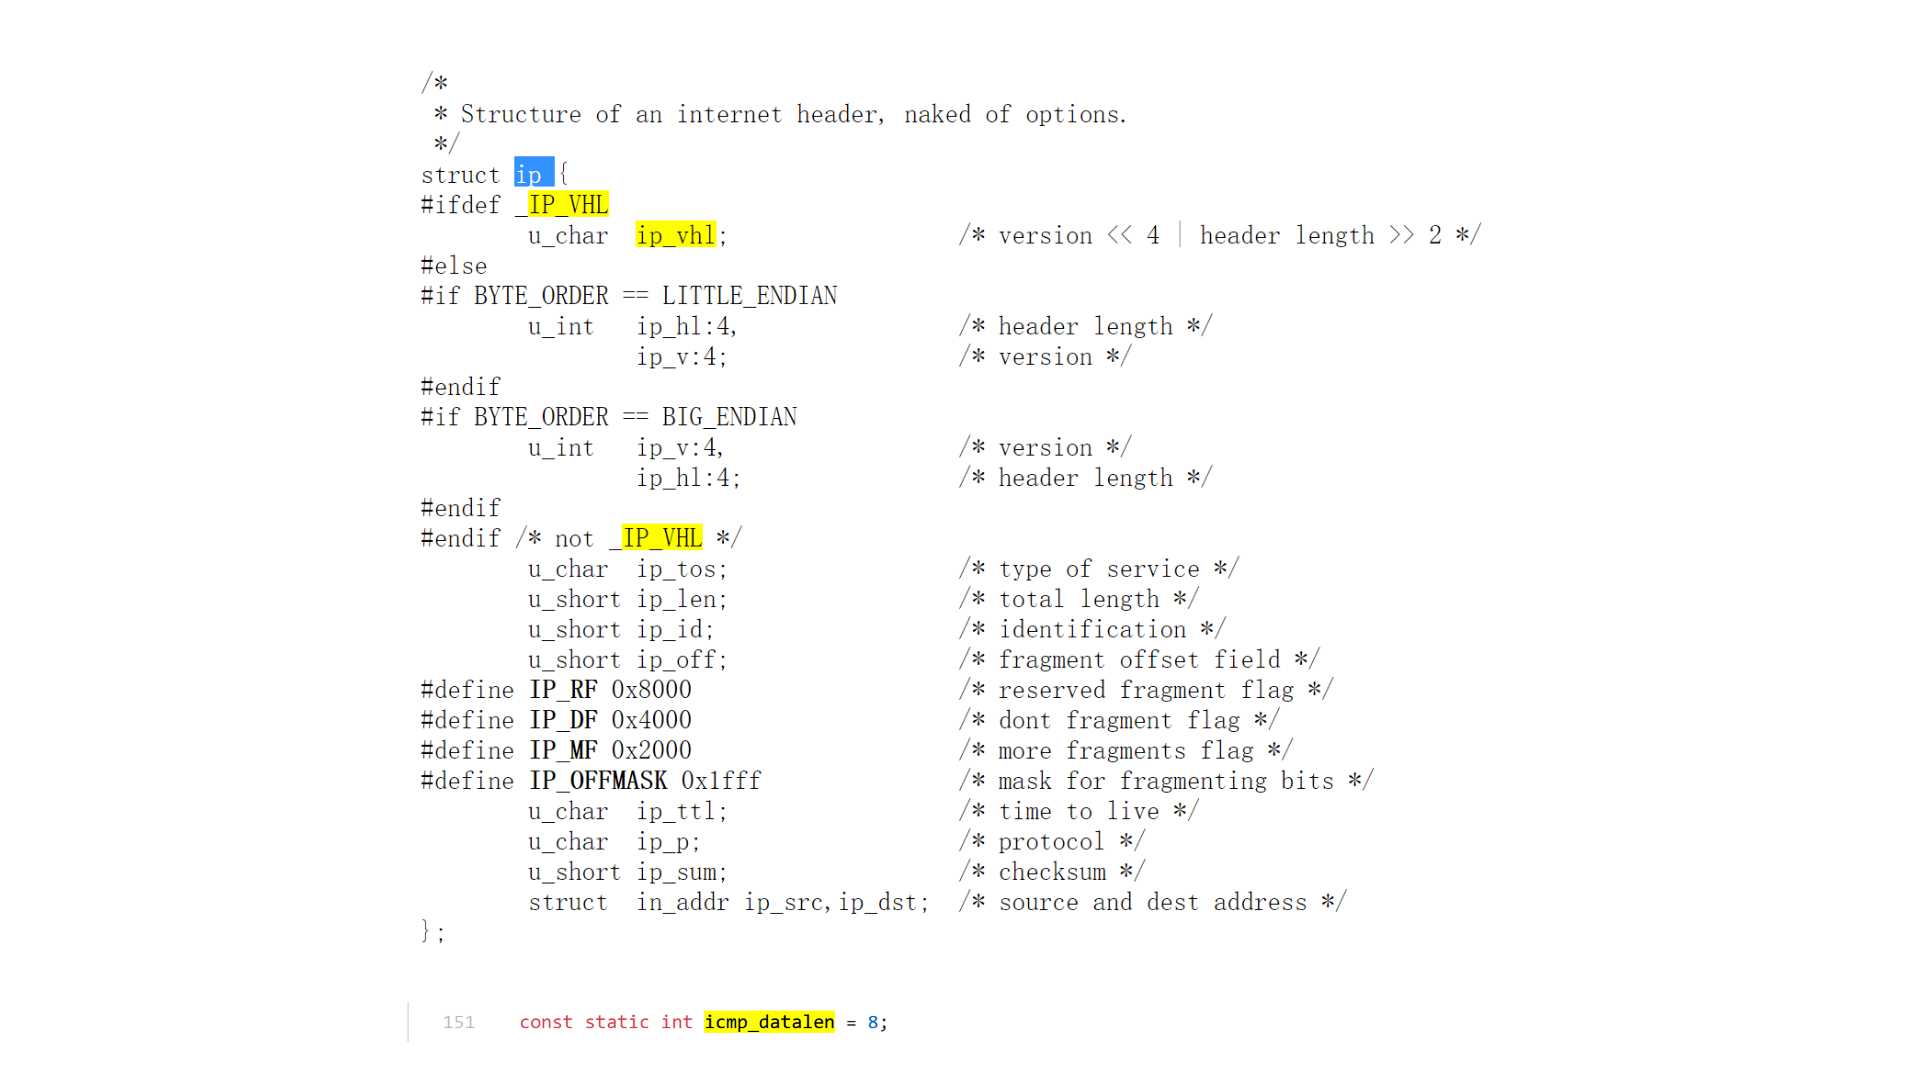 /*
 * Structure of an internet header, naked of options.
 */
struct ip {
#ifdef _IP_VHL
        u_char  ip_vhl;                 /* version << 4 | header length >> 2 */
#else
#if BYTE_ORDER == LITTLE_ENDIAN
        u_int   ip_hl:4,                /* header length */
                ip_v:4;                 /* version */
#endif
#if BYTE_ORDER == BIG_ENDIAN
        u_int   ip_v:4,                 /* version */
                ip_hl:4;                /* header length */
#endif
#endif /* not _IP_VHL */
        u_char  ip_tos;                 /* type of service */
        u_short ip_len;                 /* total length */
        u_short ip_id;                  /* identification */
        u_short ip_off;                 /* fragment offset field */
#define IP_RF 0x8000                    /* reserved fragment flag */
#define IP_DF 0x4000                    /* dont fragment flag */
#define IP_MF 0x2000                    /* more fragments flag */
#define IP_OFFMASK 0x1fff               /* mask for fragmenting bits */
        u_char  ip_ttl;                 /* time to live */
        u_char  ip_p;                   /* protocol */
        u_short ip_sum;                 /* checksum */
        struct  in_addr ip_src,ip_dst;  /* source and dest address */
};
151    const static int icmp_datalen = 8;